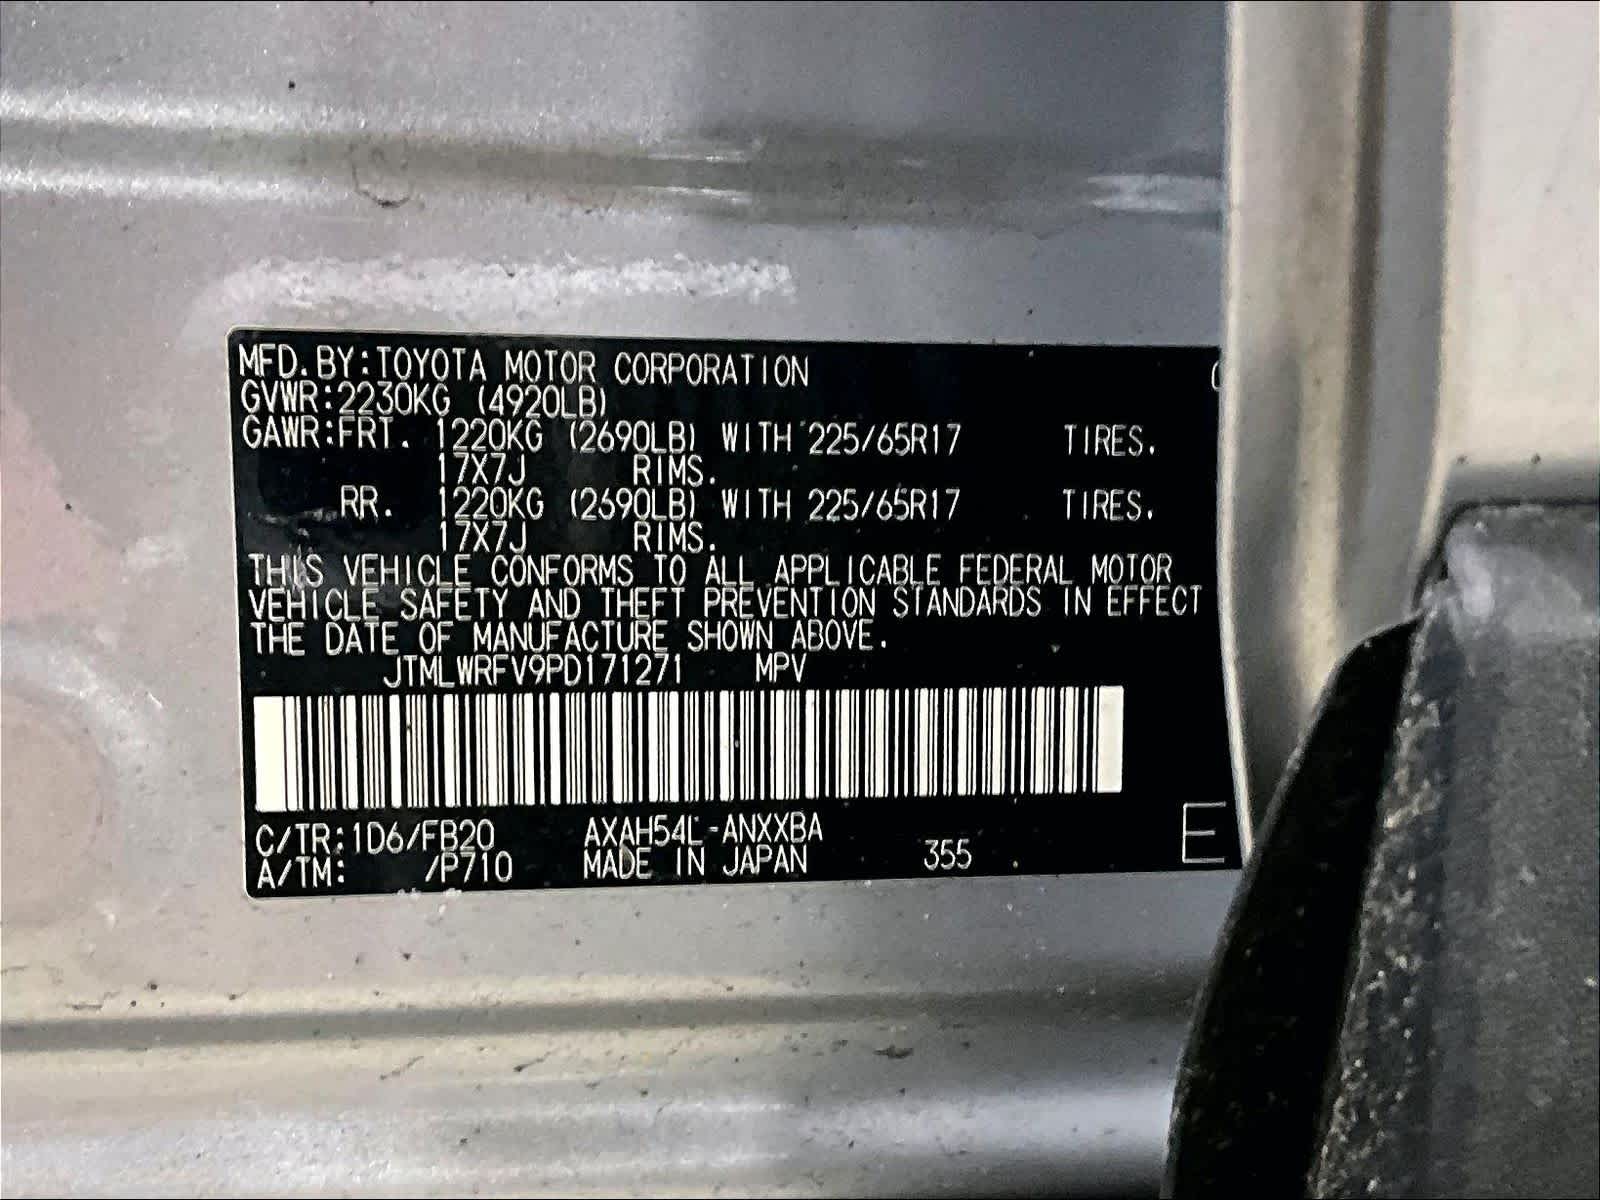 MFD. BY:TOYOTA MOTOR CORPORATION
GVWR:2230KG (4920LB)
GAWR:FRT. 1220KG (2690LB) WITH 225/65R17 TIRES.
17X7J RIMS.
RR. 1220KG (2690LB) WITH 225/65R17 TIRES.
17X7J RIMS.
THIS VEHICLE CONFORMS TO ALL APPLICABLE FEDERAL MOTOR
VEHICLE SAFETY AND THEFT PREVENTION STANDARDS IN EFFECT
THE DATE OF MANUFACTURE SHOWN ABOVE.
JTMLWRFV9PD171271 MPV
C/TR:1D6/FB20 AXAH54L-ANXXBA
A/TM: /P710 MADE IN JAPAN 355 E